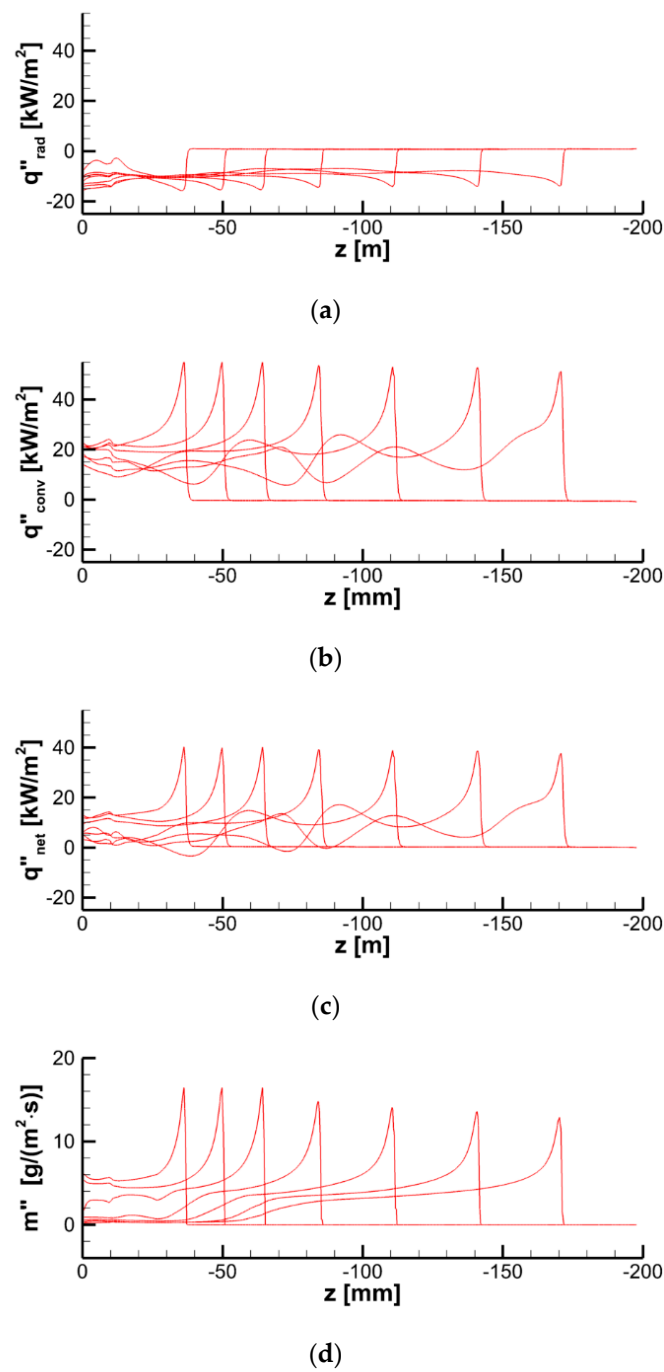 q''rad [kW/m²]
40
20
0
-20
0 -50 -100 -150 -200
z [m]
(a)
q''conv [kW/m²]
40
20
0
-20
0 -50 -100 -150 -200
z [mm]
(b)
q''net [kW/m²]
40
20
0
-20
0 -50 -100 -150 -200
z [m]
(c)
m'' [g/(m²·s)]
20
10
0
0 -50 -100 -150 -200
z [mm]
(d)